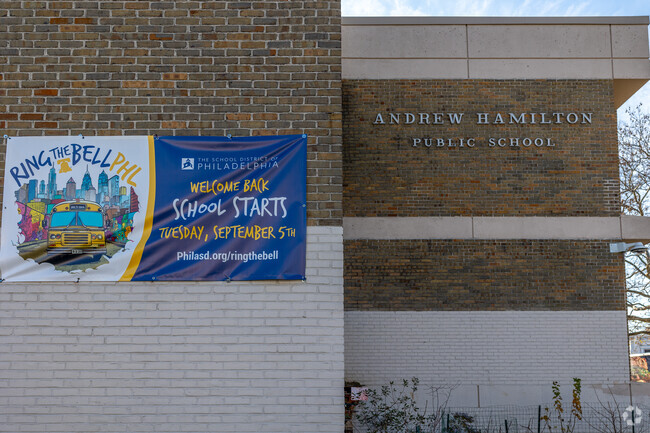 RING THE BELL PHL
THE SCHOOL DISTRICT OF
PHILADELPHIA
WELCOME BACK
SCHOOL STARTS
TUESDAY, SEPTEMBER 5TH
Philasd.org/ringthebell
ANDREW HAMILTON
PUBLIC SCHOOL